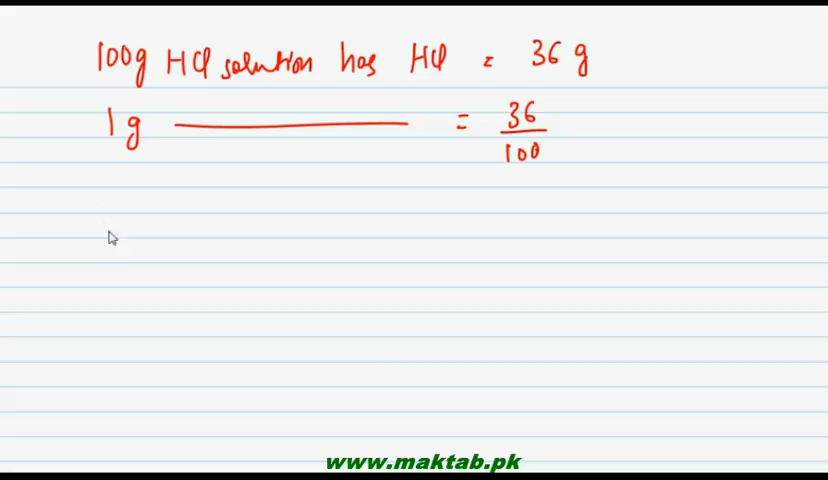 100g HCl solution has HCl = 36 g
1g ——— = 36/100
www.maktab.pk